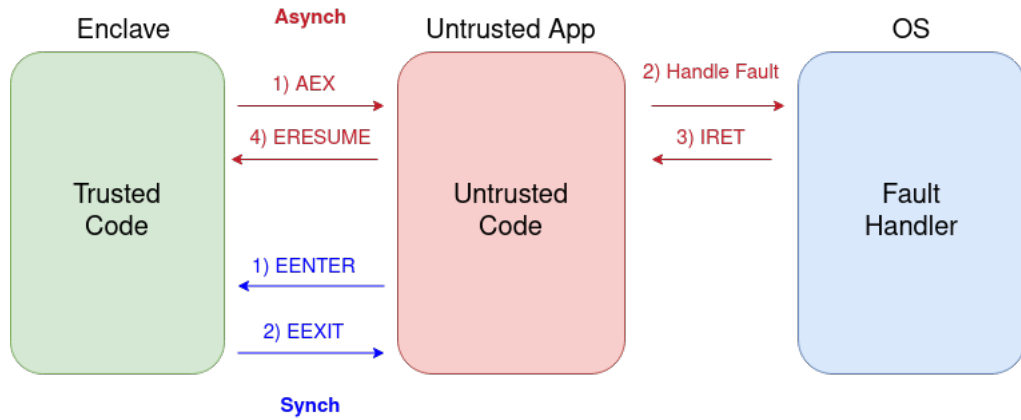 Asynch
Enclave
Untrusted App
OS
1) AEX
2) Handle Fault
4) ERESUME
3) IRET
Trusted
Code
Untrusted
Code
Fault
Handler
1) EENTER
2) EEXIT
Synch